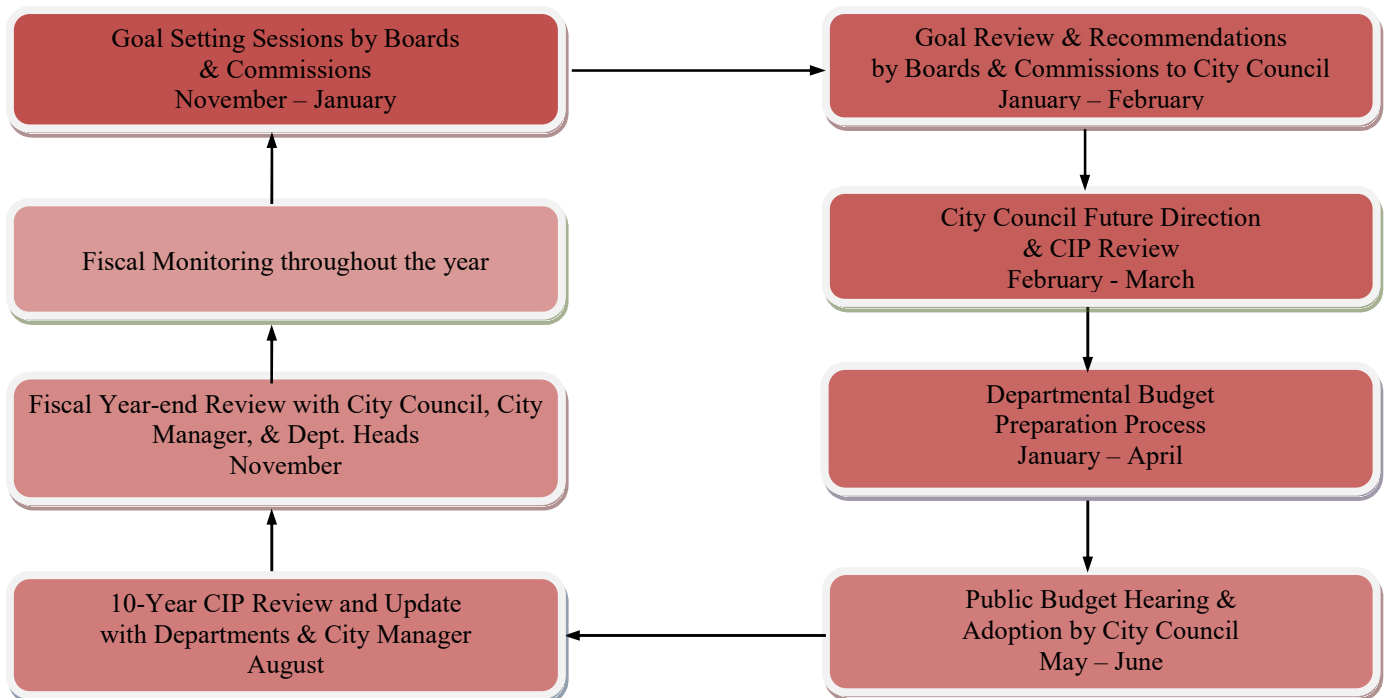 Goal Setting Sessions by Boards
& Commissions
November – January
Goal Review & Recommendations
by Boards & Commissions to City Council
January – February
City Council Future Direction
& CIP Review
February - March
Departmental Budget
Preparation Process
January – April
Public Budget Hearing &
Adoption by City Council
May – June
10-Year CIP Review and Update
with Departments & City Manager
August
Fiscal Year-end Review with City Council, City
Manager, & Dept. Heads
November
Fiscal Monitoring throughout the year